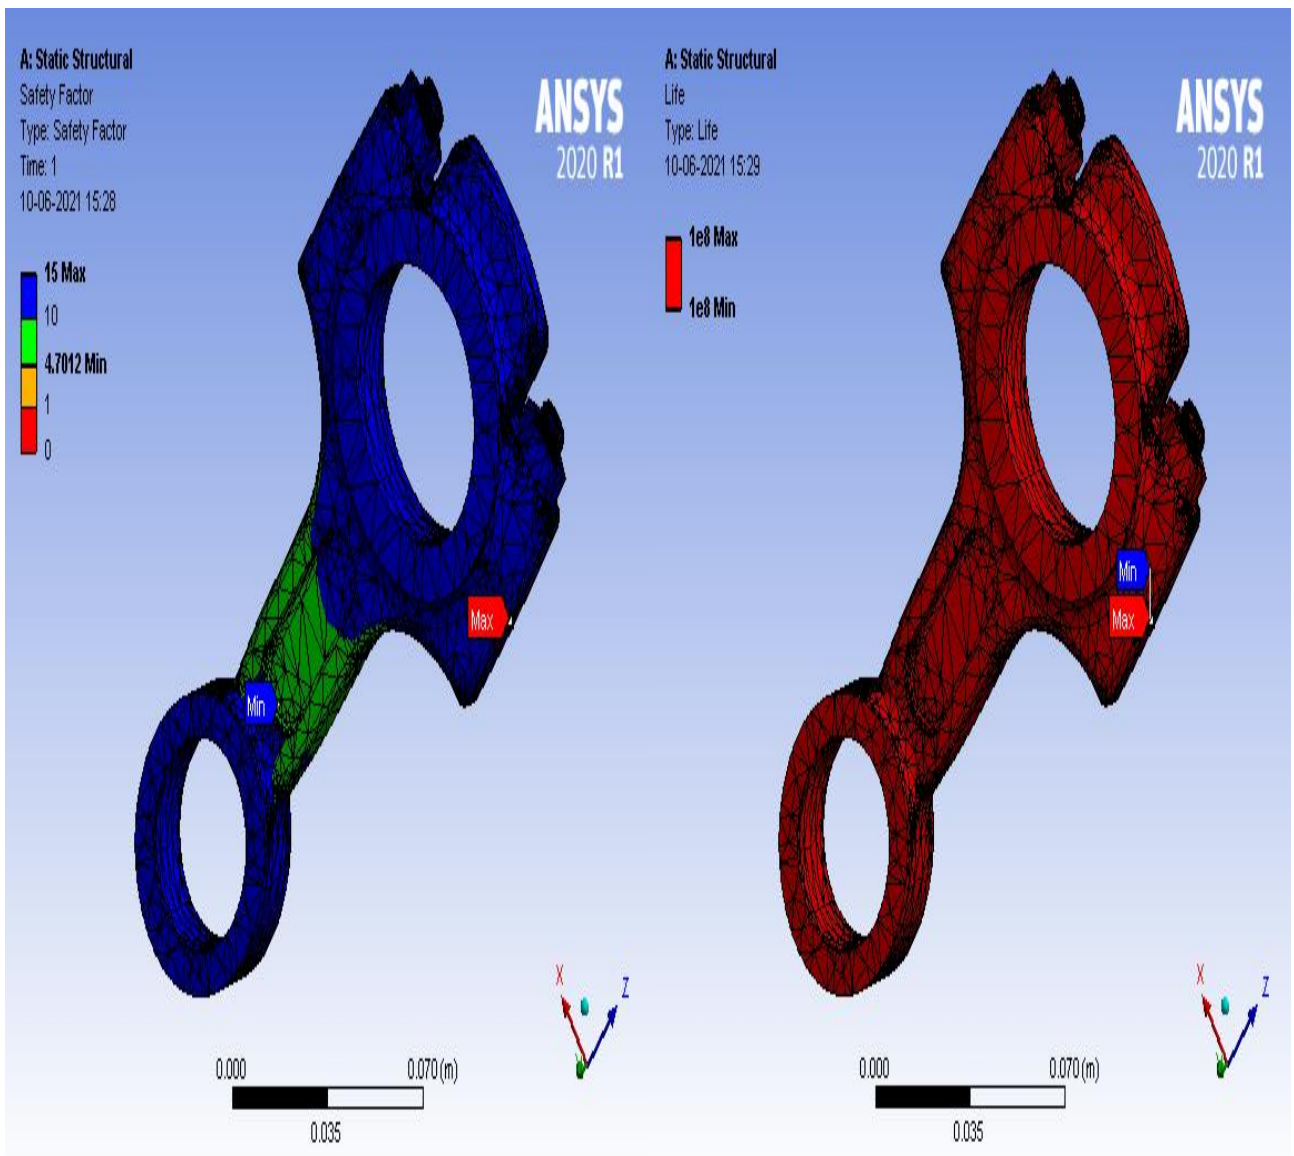 A: Static Structural
Safety Factor
Type: Safety Factor
Time: 1
10-06-2021 15:28
ANSYS
2020 R1
15 Max
10
4.7012 Min
1
0
Max
Min
X
Z
Y
0.000
0.070 (m)
0.035
A: Static Structural
Life
Type: Life
10-06-2021 15:29
ANSYS
2020 R1
1e8 Max
1e8 Min
Min
Max
X
Z
0.000
0.070 (m)
0.035